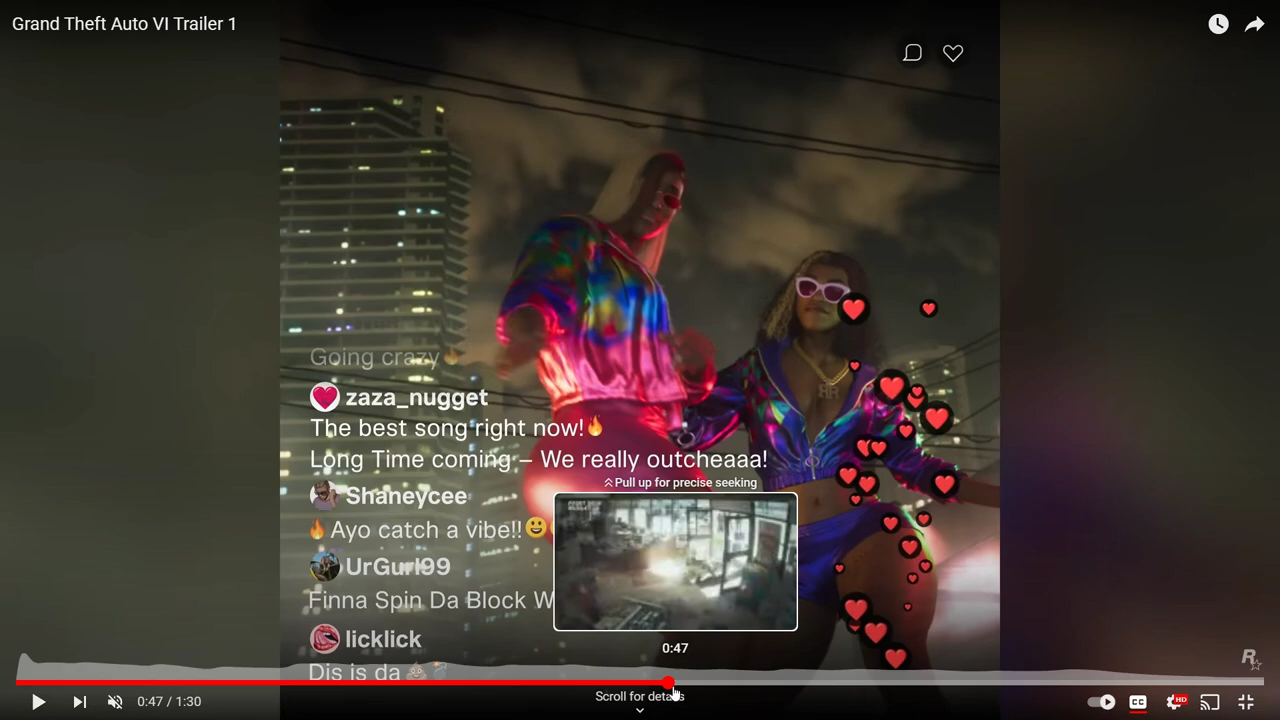 Grand Theft Auto VI Trailer 1
Going crazy🔥
zaza_nugget
The best song right now!🔥
Long Time coming – We really outcheaaa!
Pull up for precise seeking
Shaneycee
🔥Ayo catch a vibe!!😀
UrGurl99
Finna Spin Da Block W
0:47
licklick
Dis is da 💩💣
R
0:47 / 1:30
Scroll for details
CC
HD